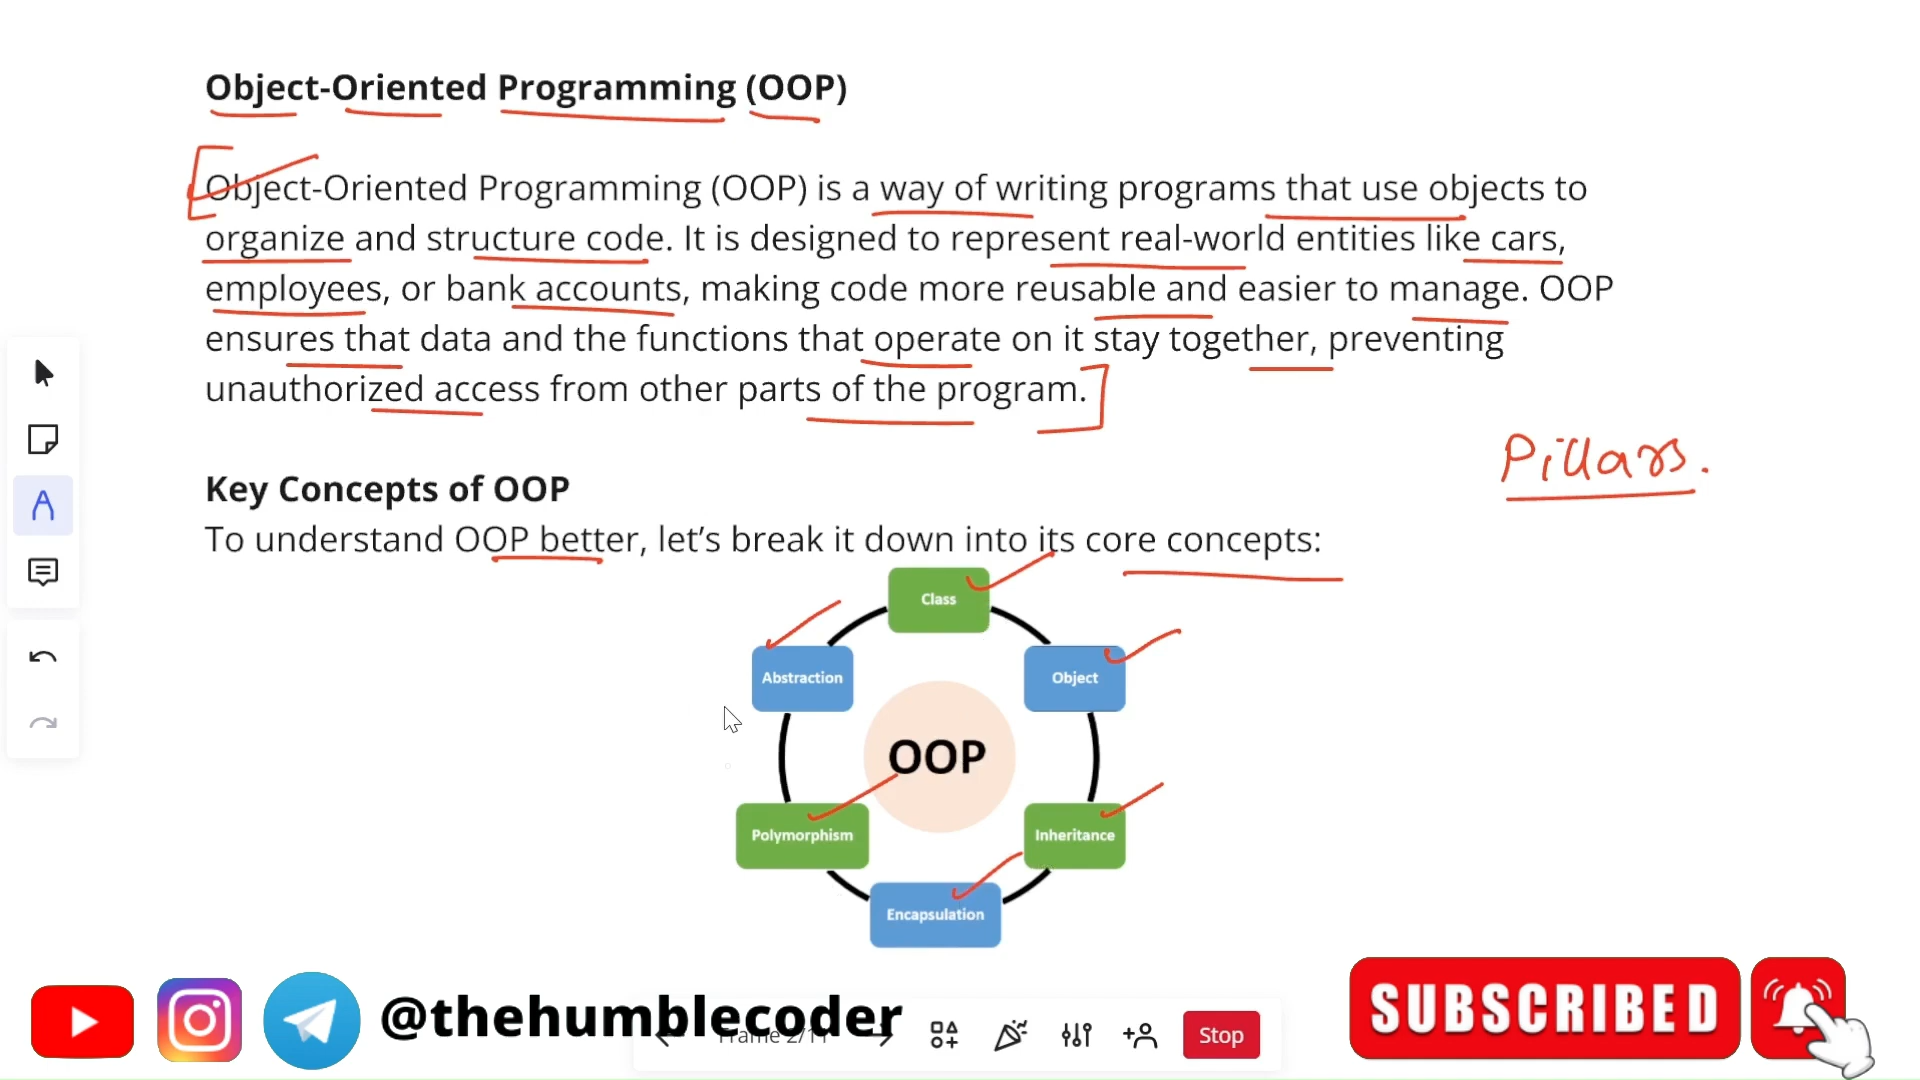 Object-Oriented Programming (OOP)
Object-Oriented Programming (OOP) is a way of writing programs that use objects to
organize and structure code. It is designed to represent real-world entities like cars,
employees, or bank accounts, making code more reusable and easier to manage. OOP
ensures that data and the functions that operate on it stay together, preventing
unauthorized access from other parts of the program.
Pillars.
Key Concepts of OOP
To understand OOP better, let's break it down into its core concepts:
Class
Abstraction
Object
OOP
Polymorphism
Inheritance
Encapsulation
@thehumblecoder
Frame 2/11
Stop
SUBSCRIBED